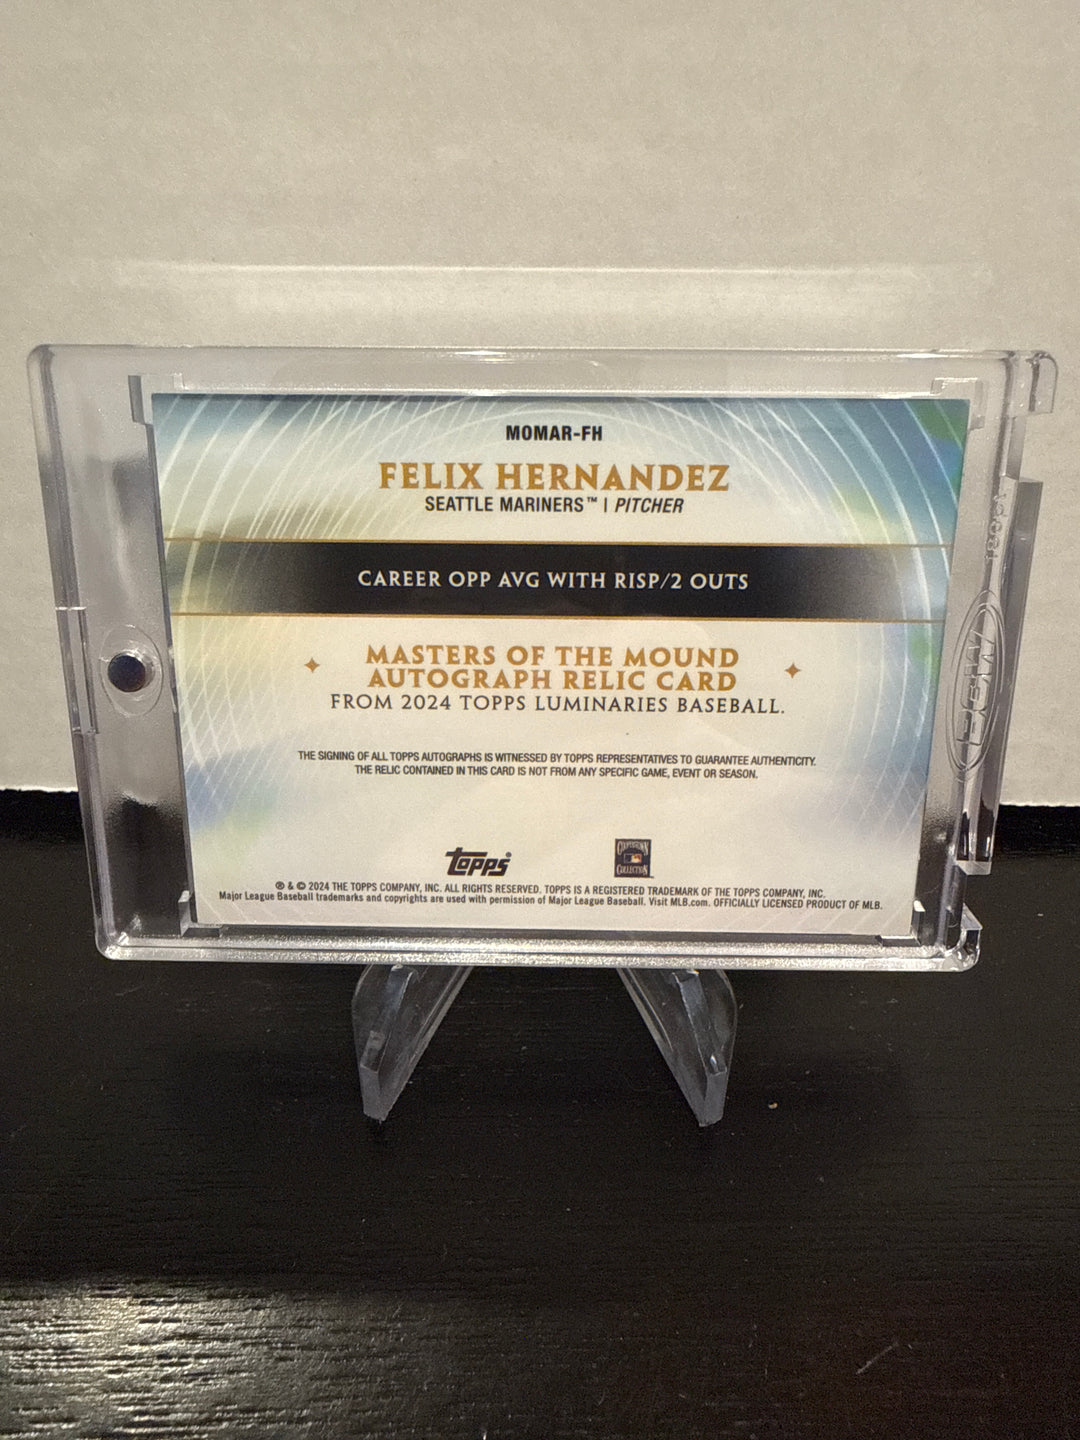 MOMAR-FH
FELIX HERNANDEZ
SEATTLE MARINERS™ | PITCHER
CAREER OPP AVG WITH RISP/2 OUTS
MASTERS OF THE MOUND
AUTOGRAPH RELIC CARD
FROM 2024 TOPPS LUMINARIES BASEBALL.
THE SIGNING OF ALL TOPPS AUTOGRAPHS IS WITNESSED BY TOPPS REPRESENTATIVES TO GUARANTEE AUTHENTICITY.
THE RELIC CONTAINED IN THIS CARD IS NOT FROM ANY SPECIFIC GAME, EVENT OR SEASON.
topps
COOPERSTOWN
COLLECTION
® & © 2024 THE TOPPS COMPANY, INC. ALL RIGHTS RESERVED. TOPPS IS A REGISTERED TRADEMARK OF THE TOPPS COMPANY, INC.
Major League Baseball trademarks and copyrights are used with permission of Major League Baseball. Visit MLB.com. OFFICIALLY LICENSED PRODUCT OF MLB.
BCW